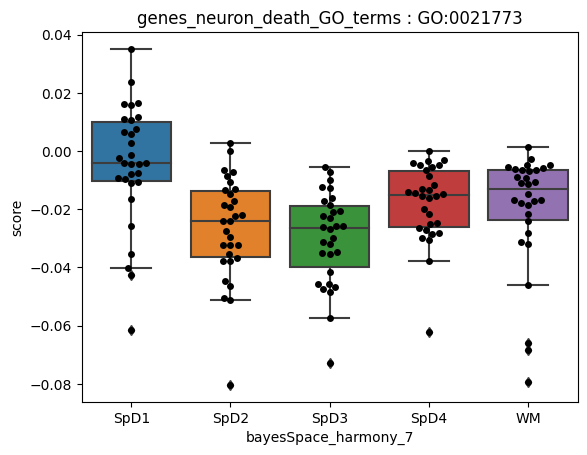 genes_neuron_death_GO_terms : GO:0021773
0.04
0.02
0.00
−0.02
−0.04
−0.06
−0.08
score
SpD1 SpD2 SpD3 SpD4 WM
bayesSpace_harmony_7